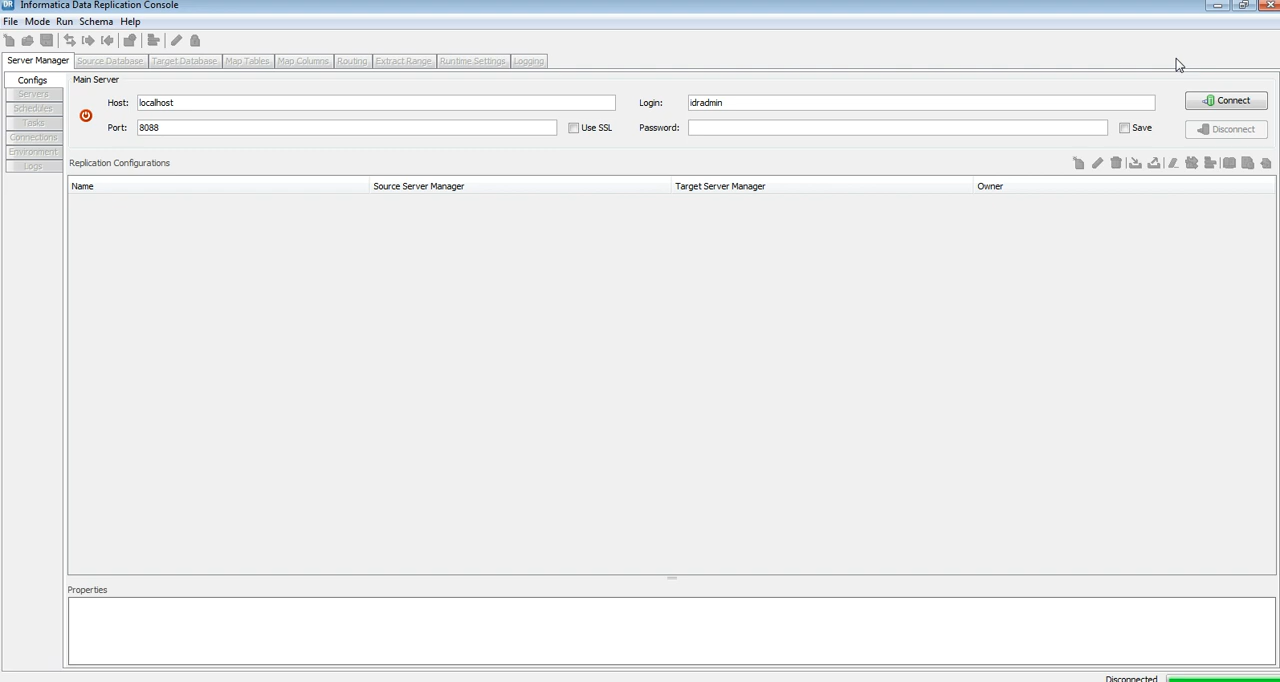 DR Informatica Data Replication Console
File Mode Run Schema Help
Server Manager Source Database Target Database Map Tables Map Columns Routing Extract Range Runtime Settings Logging
Configs
Servers
Schedules
Tasks
Connections
Environment
Logs
Main Server
Host: localhost Login: idradmin Connect
Port: 8088 Use SSL Password: Save Disconnect
Replication Configurations
Name Source Server Manager Target Server Manager Owner
Properties
Disconnected